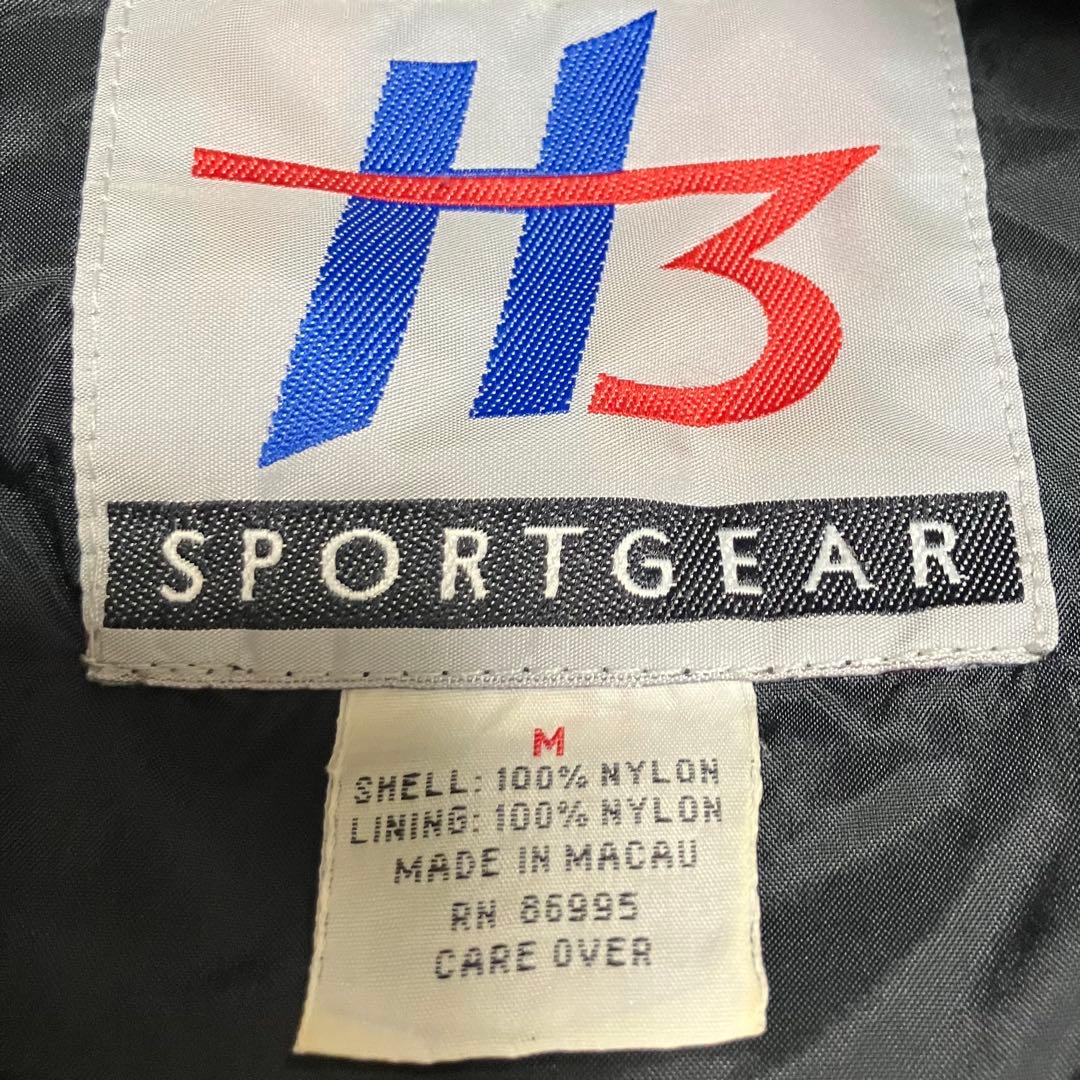 H3
SPORTGEAR
M
SHELL: 100% NYLON
LINING: 100% NYLON
MADE IN MACAU
RN 86995
CARE OVER